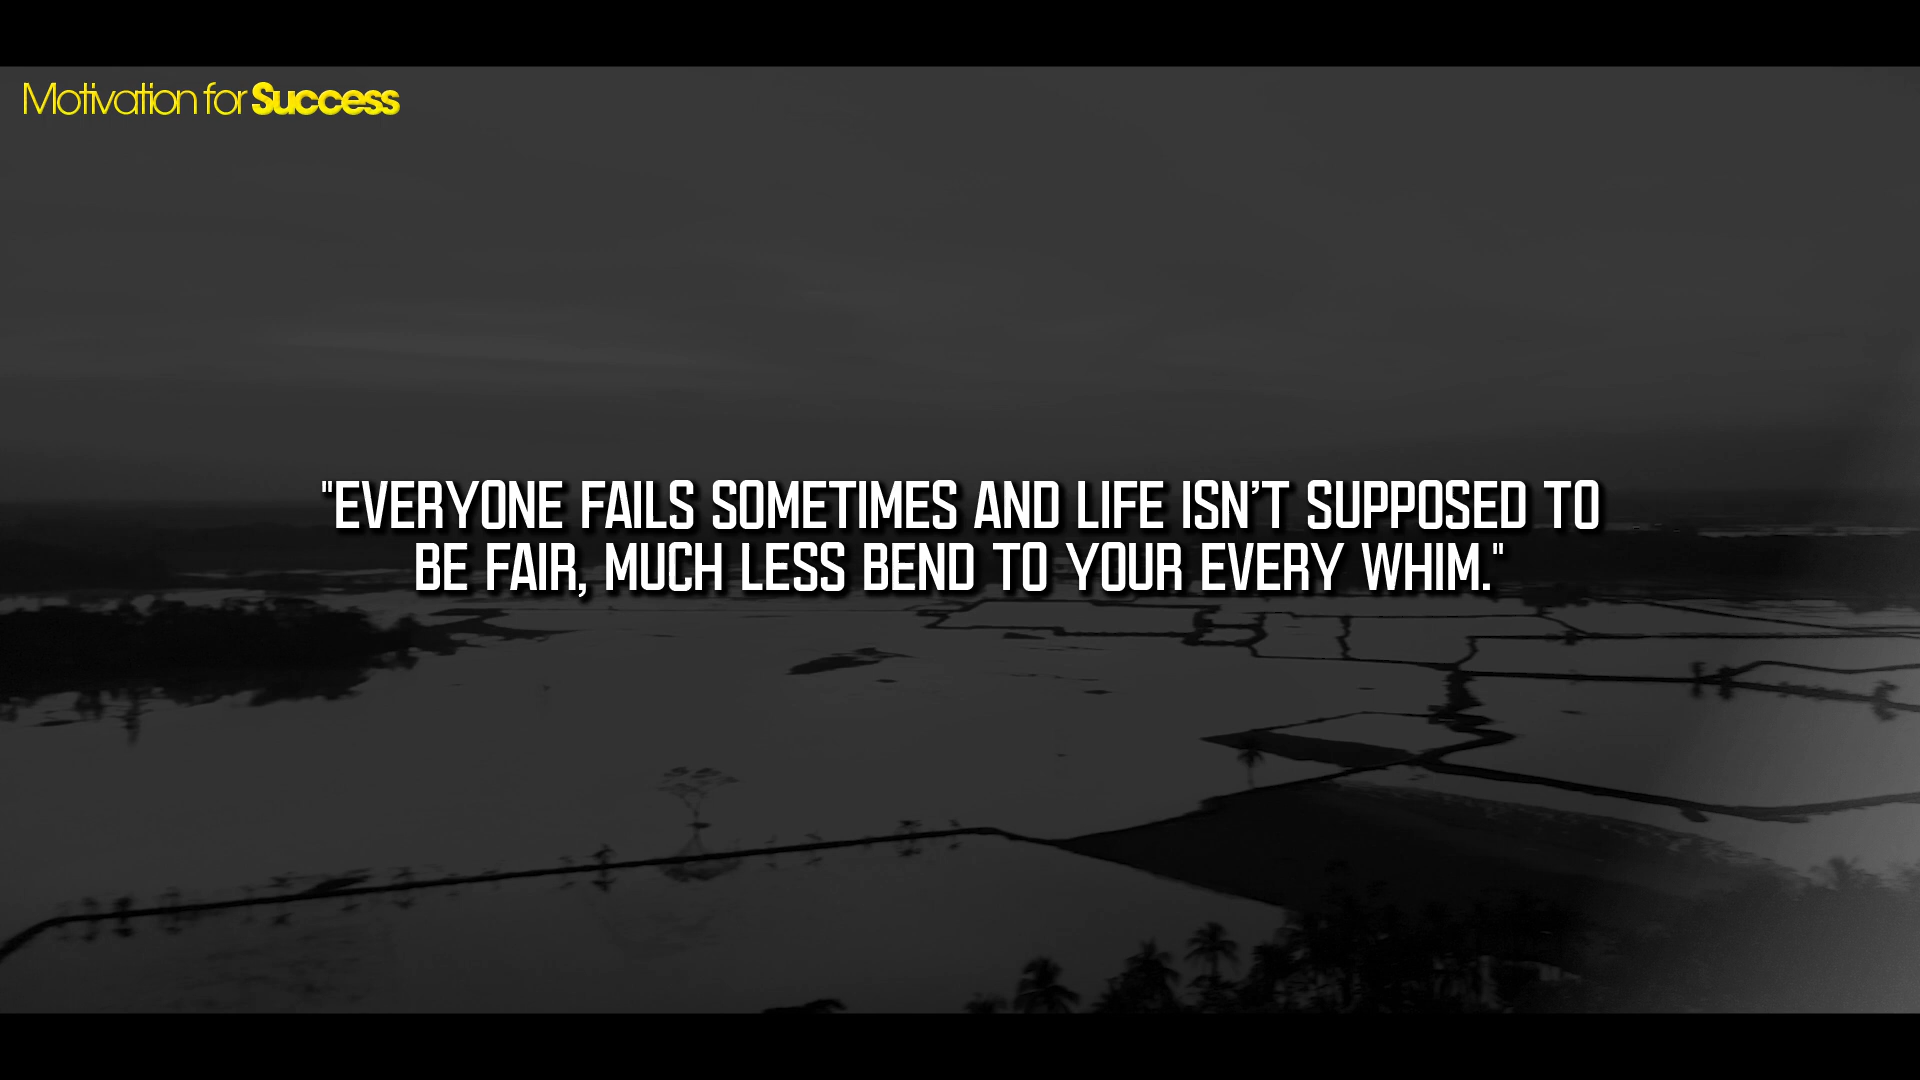 Motivation for Success
"EVERYONE FAILS SOMETIMES AND LIFE ISN'T SUPPOSED TO
BE FAIR, MUCH LESS BEND TO YOUR EVERY WHIM."